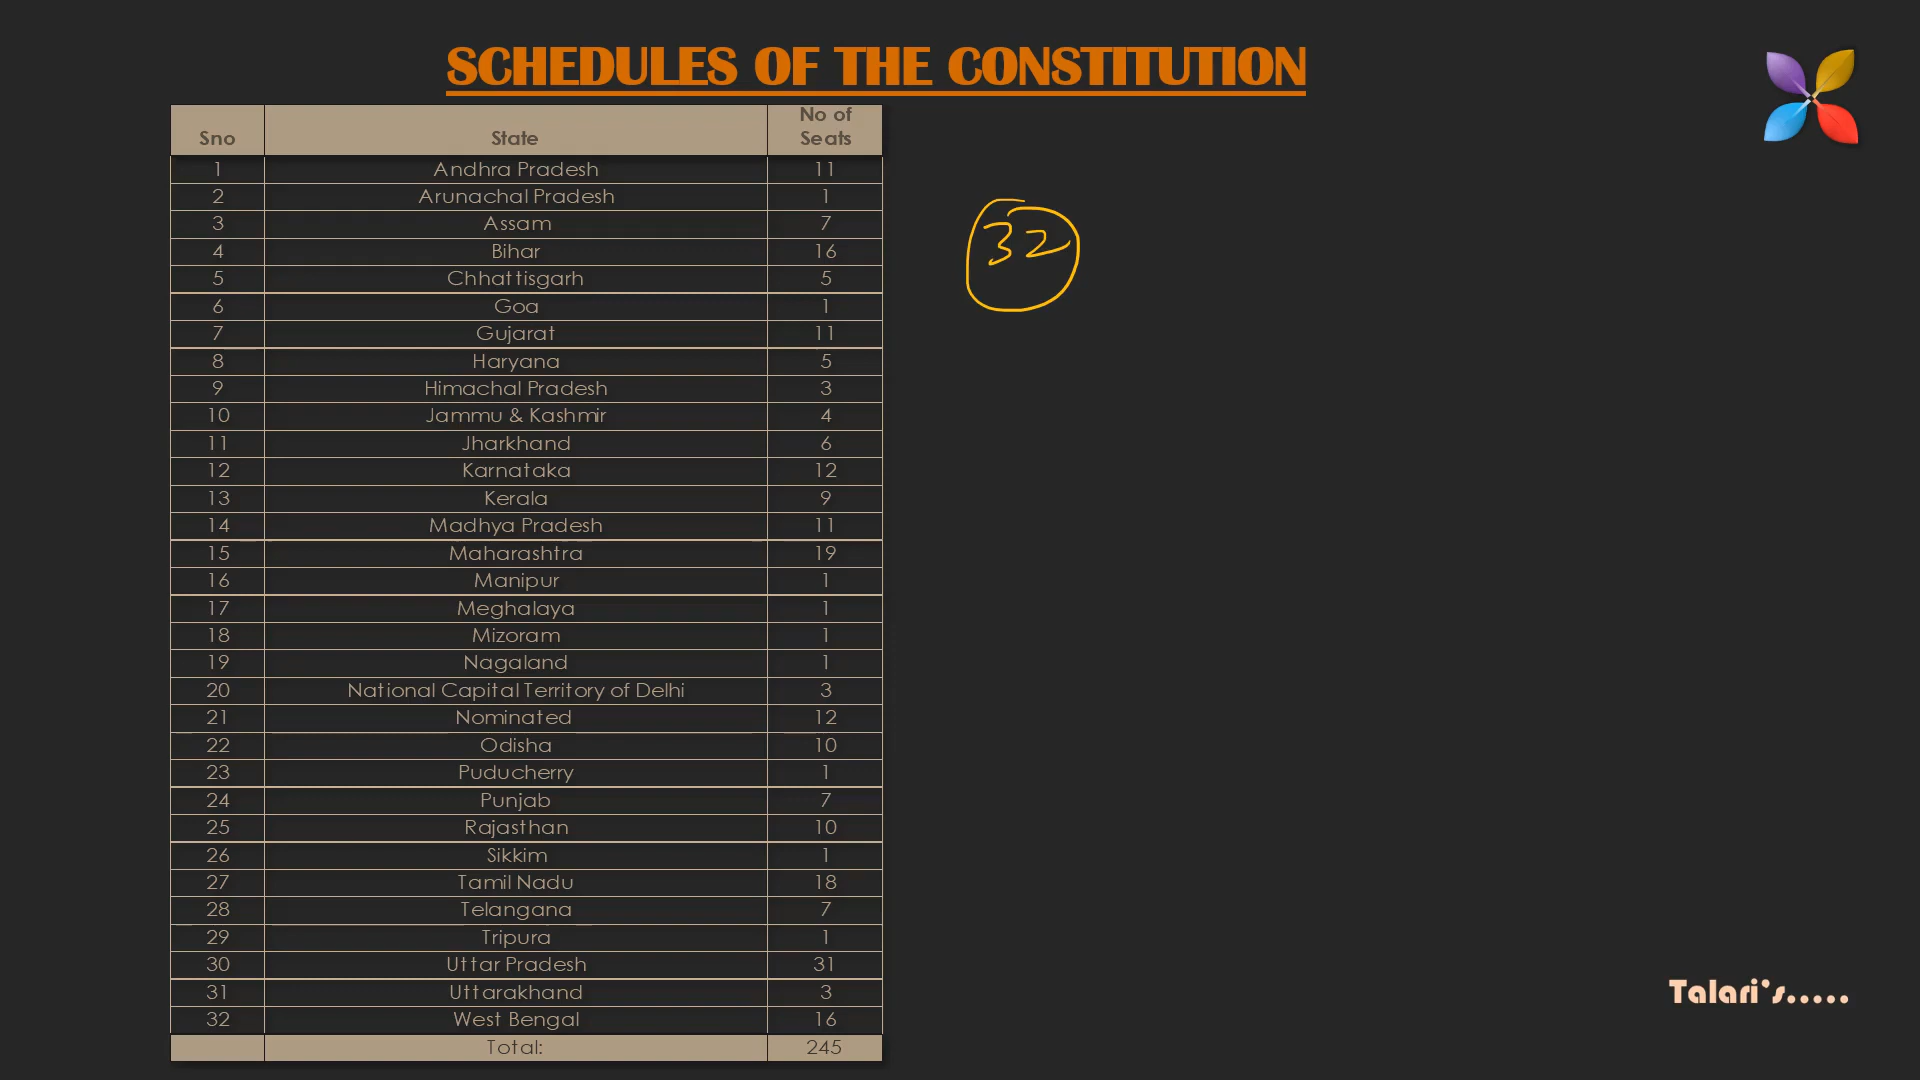 SCHEDULES OF THE CONSTITUTION
Sno State No of Seats
1 Andhra Pradesh 11
2 Arunachal Pradesh 1
3 Assam 7
4 Bihar 16
5 Chhattisgarh 5
6 Goa 1
7 Gujarat 11
8 Haryana 5
9 Himachal Pradesh 3
10 Jammu & Kashmir 4
11 Jharkhand 6
12 Karnataka 12
13 Kerala 9
14 Madhya Pradesh 11
15 Maharashtra 19
16 Manipur 1
17 Meghalaya 1
18 Mizoram 1
19 Nagaland 1
20 National Capital Territory of Delhi 3
21 Nominated 12
22 Odisha 10
23 Puducherry 1
24 Punjab 7
25 Rajasthan 10
26 Sikkim 1
27 Tamil Nadu 18
28 Telangana 7
29 Tripura 1
30 Uttar Pradesh 31
31 Uttarakhand 3
32 West Bengal 16
Total: 245
32
Talari's.....